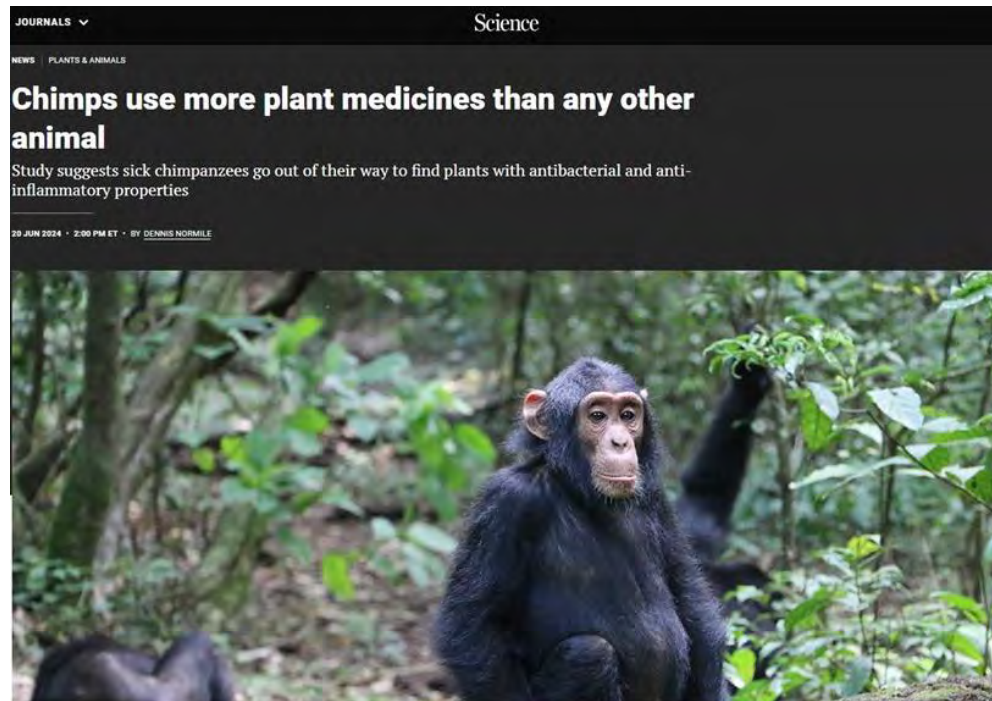 JOURNALS
Science
NEWS PLANTS & ANIMALS
Chimps use more plant medicines than any other
animal
Study suggests sick chimpanzees go out of their way to find plants with antibacterial and anti-
inflammatory properties
20 JUN 2024 • 2:00 PM ET • BY DENNIS NORMILE